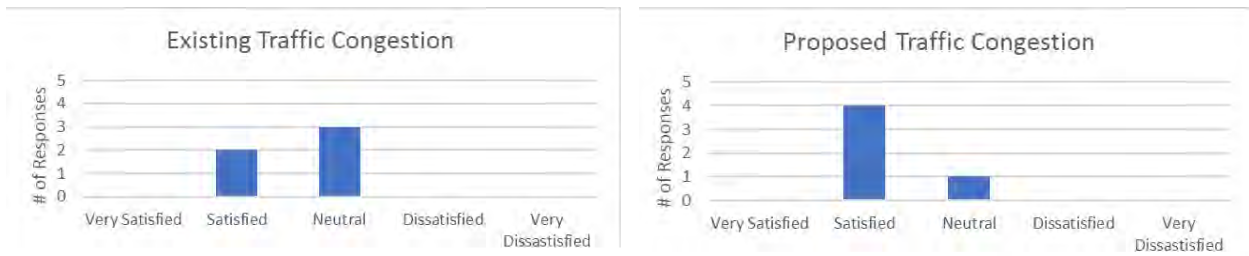 Existing Traffic Congestion
# of Responses
5
4
3
2
1
0
Very Satisfied Satisfied Neutral Dissatisfied Very
Dissastisfied
Proposed Traffic Congestion
# of Responses
5
4
3
2
1
0
Very Satisfied Satisfied Neutral Dissatisfied Very
Dissastisfied